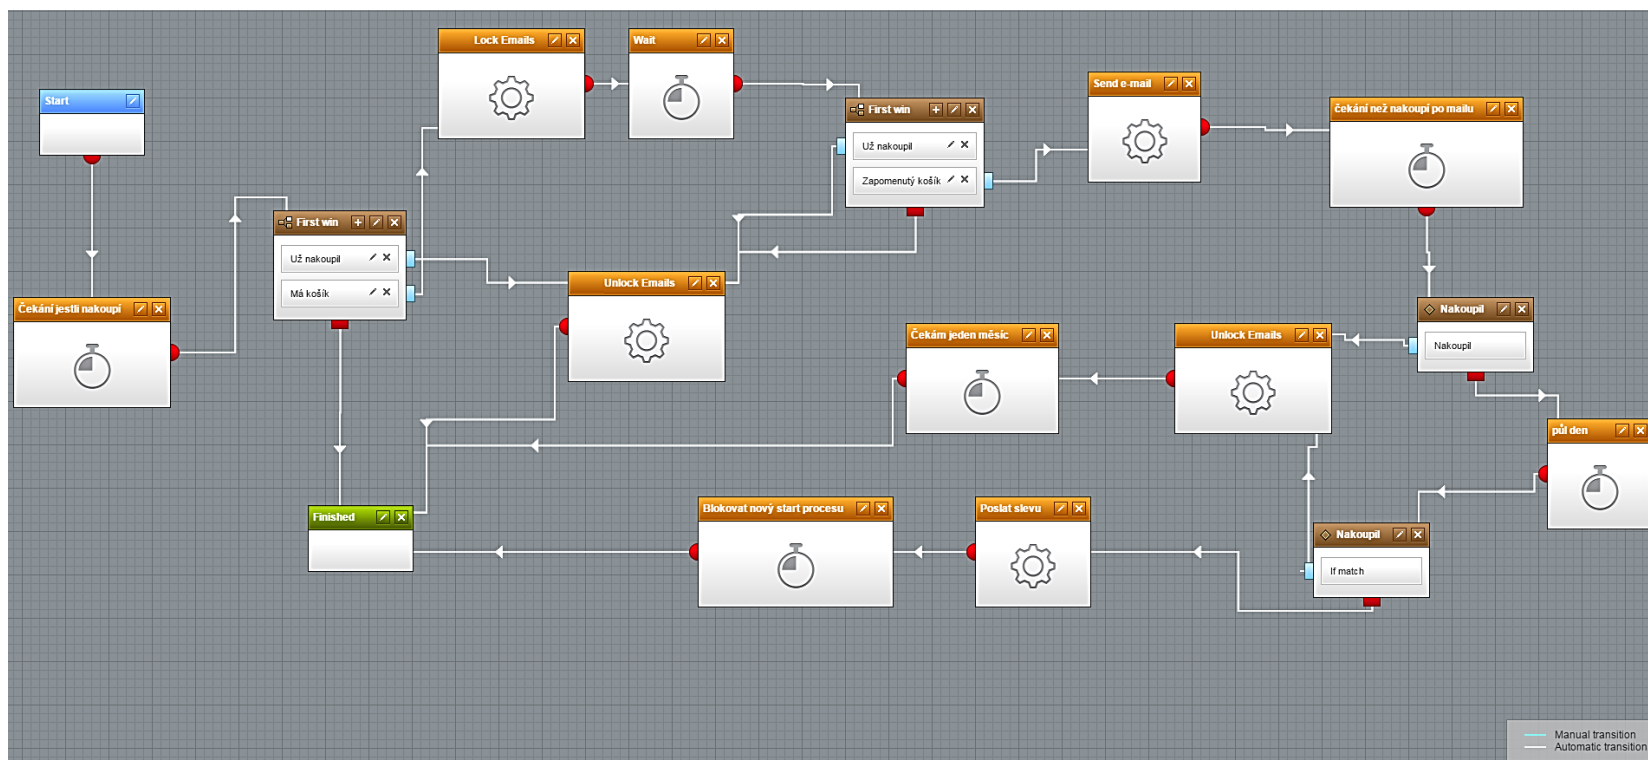 Start
Čekání jestli nakoupí
First win
Už nakoupil
Má košík
Lock Emails
Wait
First win
Už nakoupil
Zapomenutý košík
Send e-mail
čekání než nakoupí po mailu
Unlock Emails
Čekám jeden měsíc
Unlock Emails
Nakoupil
Nakoupil
půl den
Finished
Blokovat nový start procesu
Poslat slevu
Nakoupil
If match
Manual transition
Automatic transition